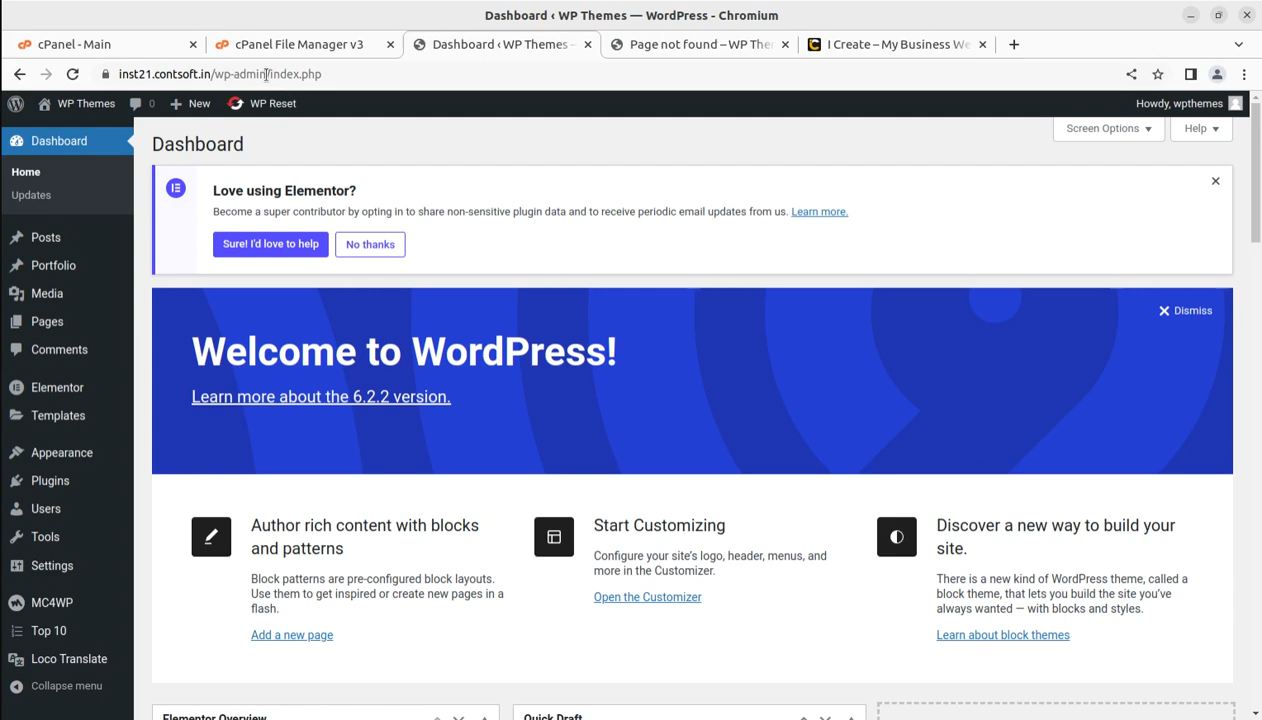 Dashboard ‹ WP Themes — WordPress - Chromium
cPanel - Main
cPanel File Manager v3
Dashboard ‹ WP Themes
Page not found – WP The
I Create – My Business We
inst21.contsoft.in/wp-admin/index.php
WP Themes
0
New
WP Reset
Howdy, wpthemes
Dashboard
Home
Updates
Posts
Portfolio
Media
Pages
Comments
Elementor
Templates
Appearance
Plugins
Users
Tools
Settings
MC4WP
Top 10
Loco Translate
Collapse menu
Dashboard
Screen Options
Help
Love using Elementor?
Become a super contributor by opting in to share non-sensitive plugin data and to receive periodic email updates from us. Learn more.
Sure! I'd love to help
No thanks
Dismiss
Welcome to WordPress!
Learn more about the 6.2.2 version.
Author rich content with blocks
and patterns
Block patterns are pre-configured block layouts.
Use them to get inspired or create new pages in a
flash.
Add a new page
Start Customizing
Configure your site's logo, header, menus, and
more in the Customizer.
Open the Customizer
Discover a new way to build your
site.
There is a new kind of WordPress theme, called a
block theme, that lets you build the site you've
always wanted — with blocks and styles.
Learn about block themes
Elementor Overview
Quick Draft